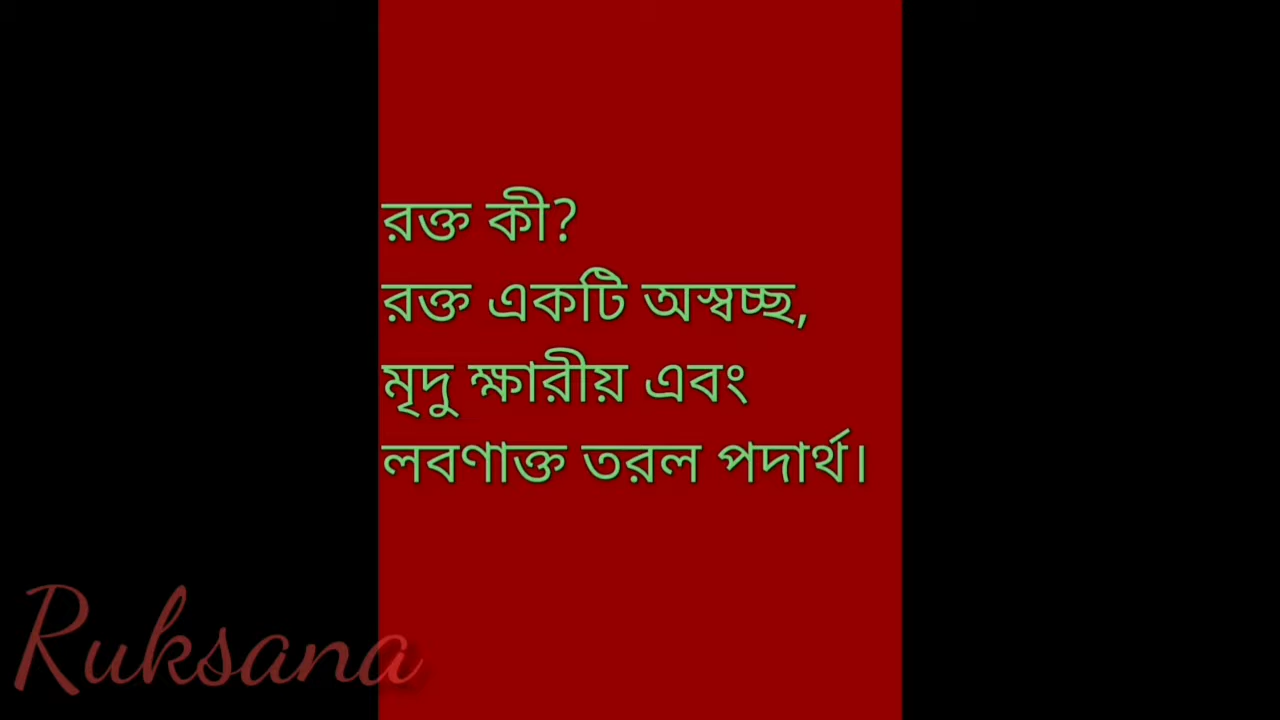 রক্ত কী?
রক্ত একটি অস্বচ্ছ,
মৃদু ক্ষারীয় এবং
লবণাক্ত তরল পদার্থ।
Ruksana